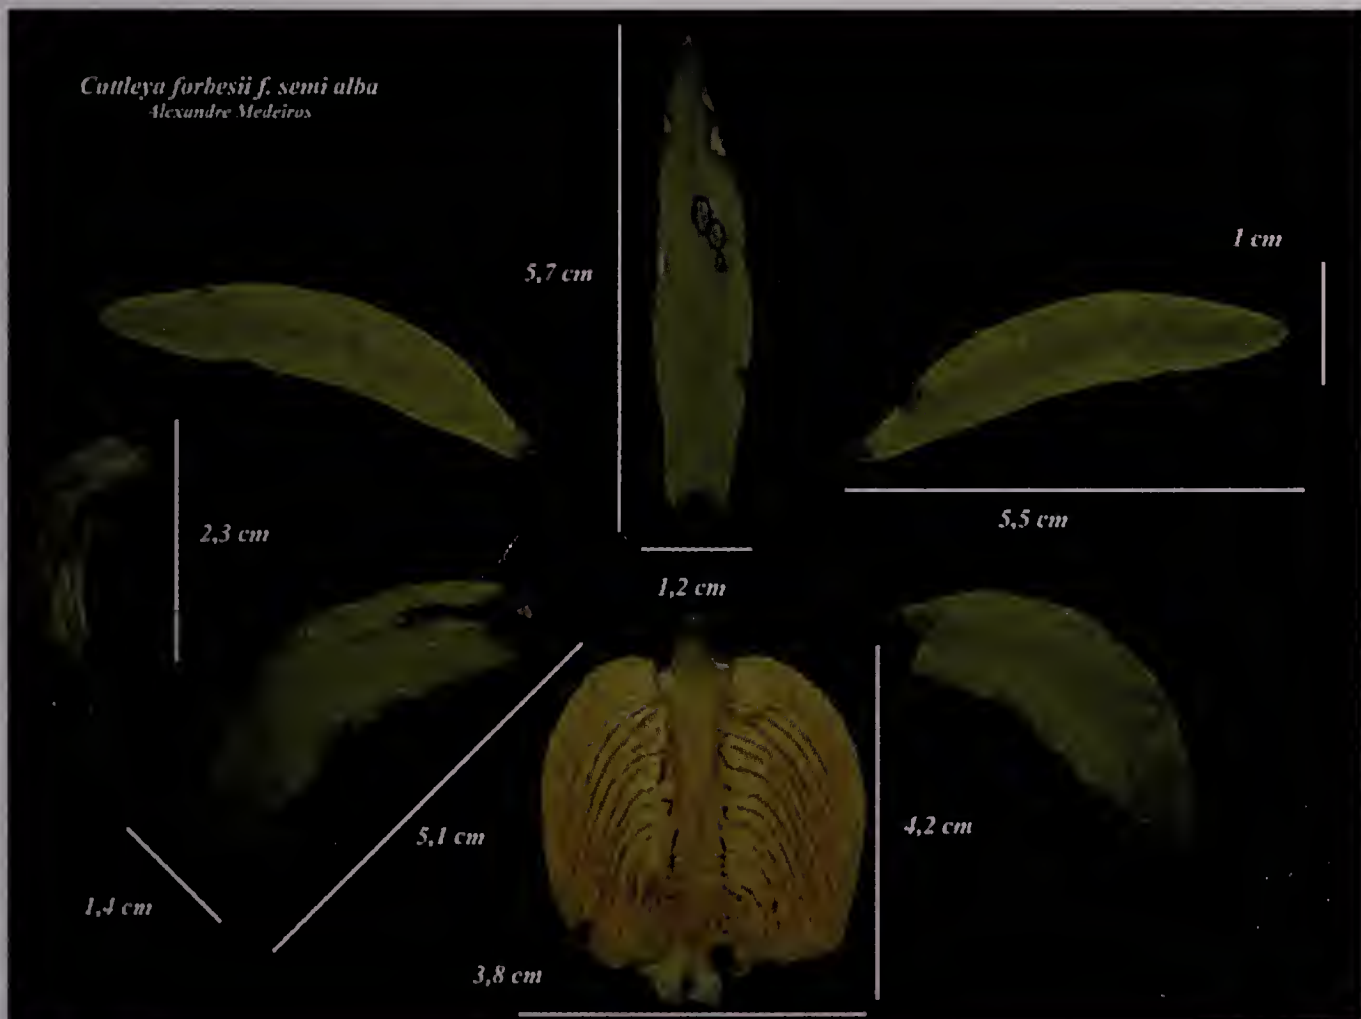 Cattleya forbesii f. semi alba
Alexandre Medeiros
1 cm
5,7 cm
5,5 cm
2,3 cm
1,2 cm
5,1 cm
4,2 cm
1,4 cm
3,8 cm